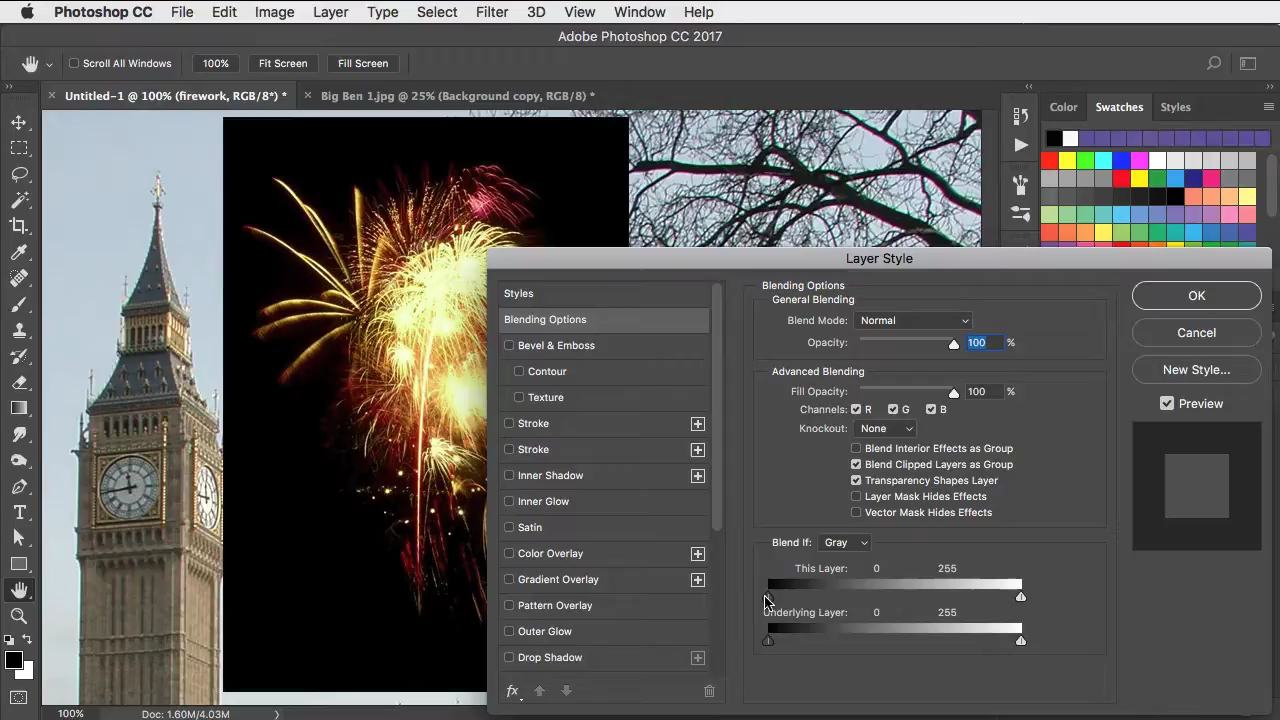 Photoshop CC File Edit Image Layer Type Select Filter 3D View Window Help
Adobe Photoshop CC 2017
Scroll All Windows 100% Fit Screen Fill Screen
Untitled-1 @ 100% (firework, RGB/8*) * Big Ben 1.jpg @ 25% (Background copy, RGB/8) *
Color Swatches Styles
Layer Style
Styles
Blending Options
Bevel & Emboss
Contour
Texture
Stroke
Stroke
Inner Shadow
Inner Glow
Satin
Color Overlay
Gradient Overlay
Pattern Overlay
Outer Glow
Drop Shadow
fx
Blending Options
General Blending
Blend Mode: Normal
Opacity: 100 %
Advanced Blending
Fill Opacity: 100 %
Channels: R G B
Knockout: None
Blend Interior Effects as Group
Blend Clipped Layers as Group
Transparency Shapes Layer
Layer Mask Hides Effects
Vector Mask Hides Effects
Blend If: Gray
This Layer: 0 255
Underlying Layer: 0 255
OK
Cancel
New Style...
Preview
100% Doc: 1.60M/4.03M